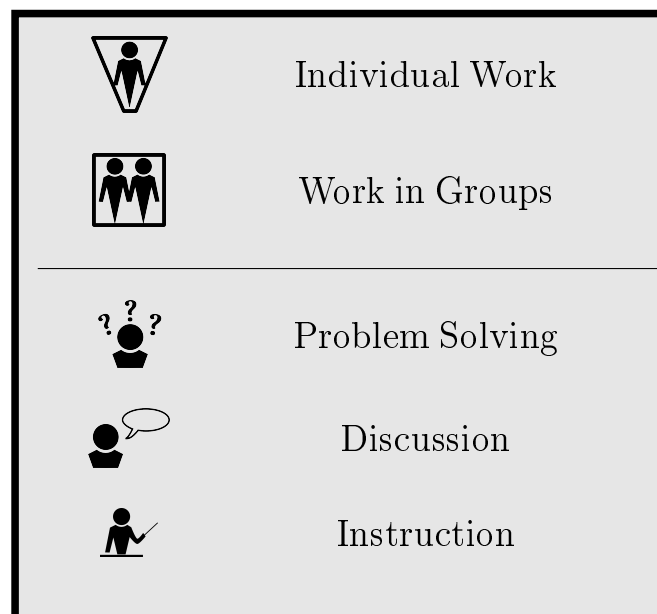 Individual Work
Work in Groups
? ? ?
Problem Solving
Discussion
Instruction